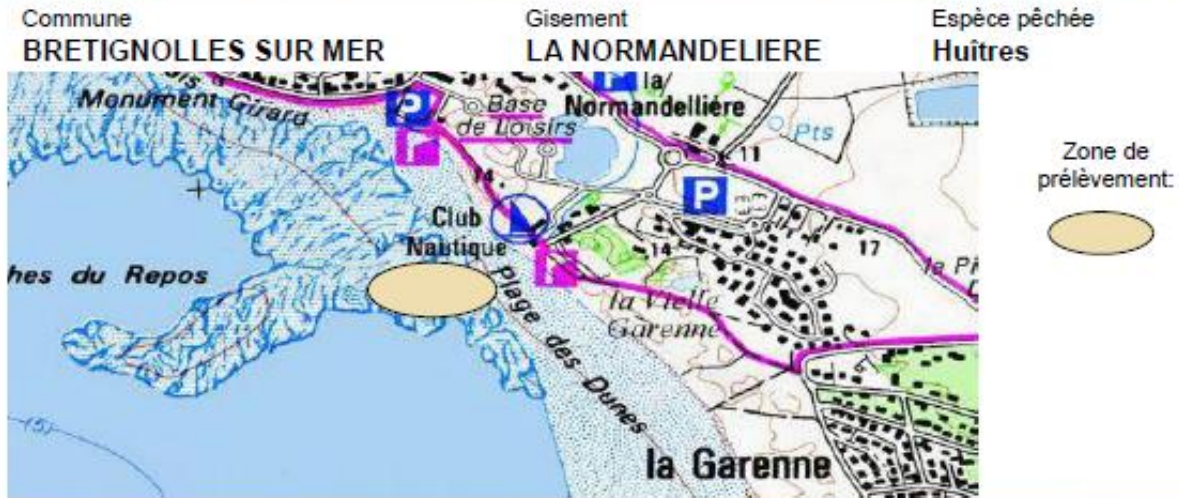 Commune
BRETIGNOLLES SUR MER
Gisement
LA NORMANDELIERE
Espèce pêchée
Huîtres
Monument Girard
P
Base
de Loisirs
la
Normandellière
Pts
11
14
P
Club
Nautique
14
17
hes du Repos
Plage des Dunes
la Vieille
Garenne
la Garenne
(5)
Zone de
prélèvement: